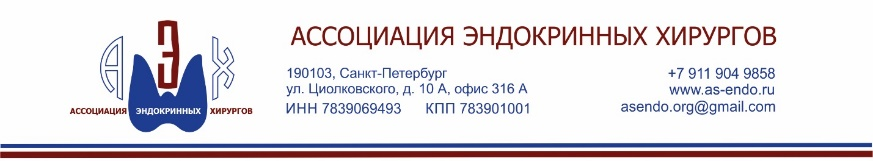 А Э Х
АССОЦИАЦИЯ ЭНДОКРИННЫХ ХИРУРГОВ
АССОЦИАЦИЯ ЭНДОКРИННЫХ ХИРУРГОВ
190103, Санкт-Петербург
ул. Циолковского, д. 10 А, офис 316 А
ИНН 7839069493 КПП 783901001
+7 911 904 9858
www.as-endo.ru
asendo.org@gmail.com